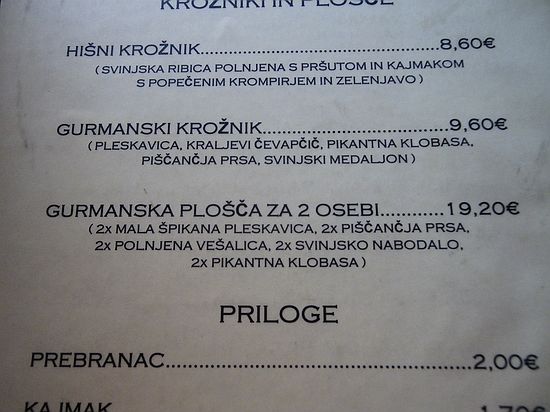 KROŽNIKI IN PLOŠČE
HIŠNI KROŽNIK..........................................8,60€
( SVINJSKA RIBICA POLNJENA S PRŠUTOM IN KAJMAKOM
S POPEČENIM KROMPIRJEM IN ZELENJAVO )
GURMANSKI KROŽNIK................................9,60€
( PLESKAVICA, KRALJEVI ČEVAPČIČ, PIKANTNA KLOBASA,
PIŠČANČJA PRSA, SVINJSKI MEDALJON )
GURMANSKA PLOŠČA ZA 2 OSEBI............19,20€
( 2x MALA ŠPIKANA PLESKAVICA, 2x PIŠČANČJA PRSA,
2x POLNJENA VEŠALICA, 2x SVINJSKO NABODALO,
2x PIKANTNA KLOBASA )
PRILOGE
PREBRANAC.....................................................2,00€
KAJMAK 1,70€